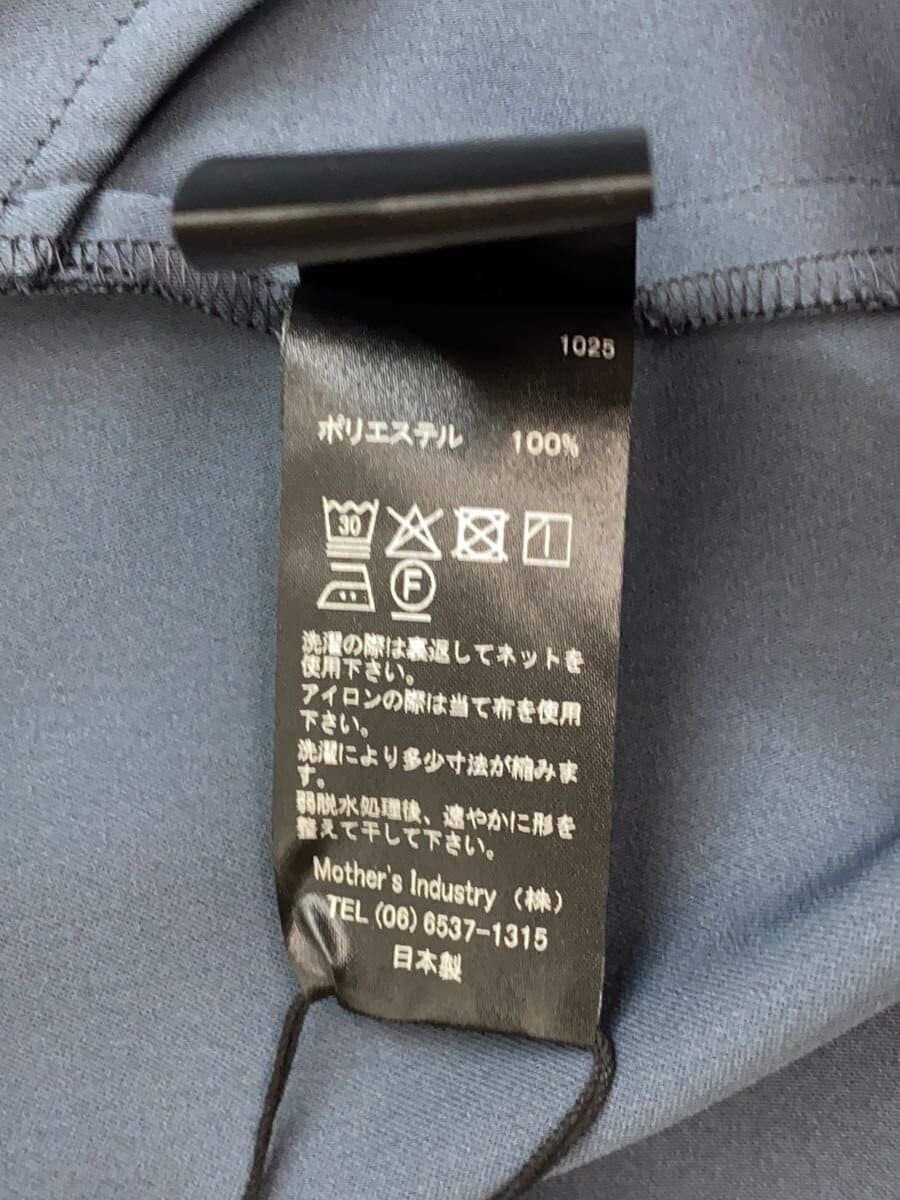 1025
ポリエステル 100%
30
F
洗濯の際は裏返してネットを
使用下さい。
アイロンの際は当て布を使用
下さい。
洗濯により多少寸法が縮みま
す。
弱脱水処理後、速やかに形を
整えて干して下さい。
Mother's Industry (株)
TEL(06)6537-1315
日本製